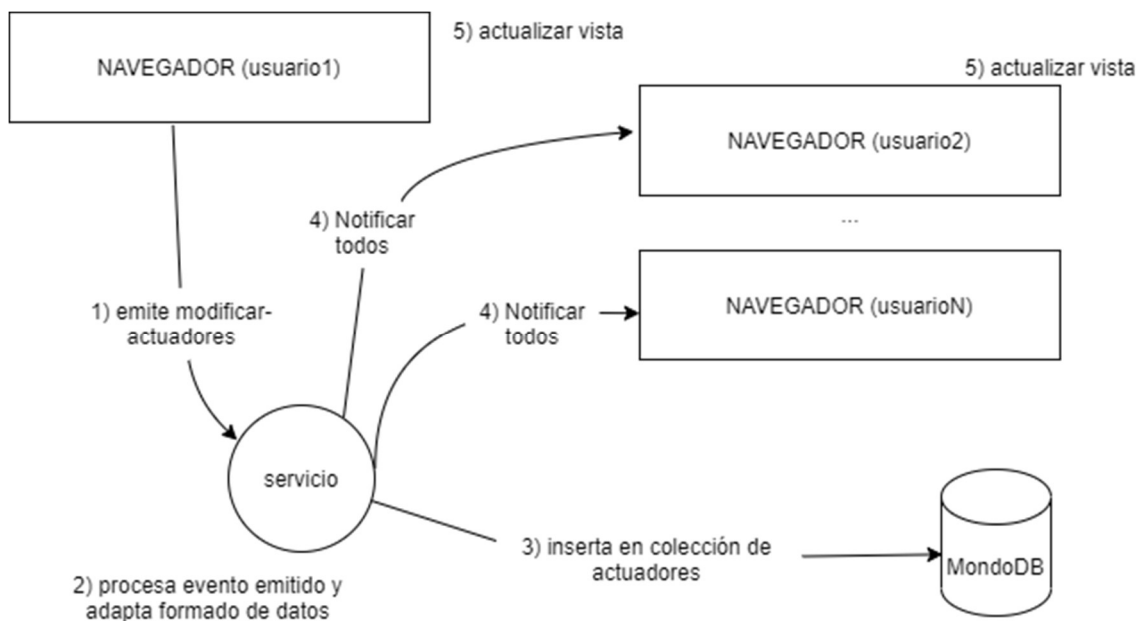 5) actualizar vista
NAVEGADOR (usuario1)
5) actualizar vista
NAVEGADOR (usuario2)
...
4) Notificar
todos
NAVEGADOR (usuarioN)
4) Notificar
todos
1) emite modificar-
actuadores
servicio
3) inserta en colección de
actuadores
MondoDB
2) procesa evento emitido y
adapta formado de datos